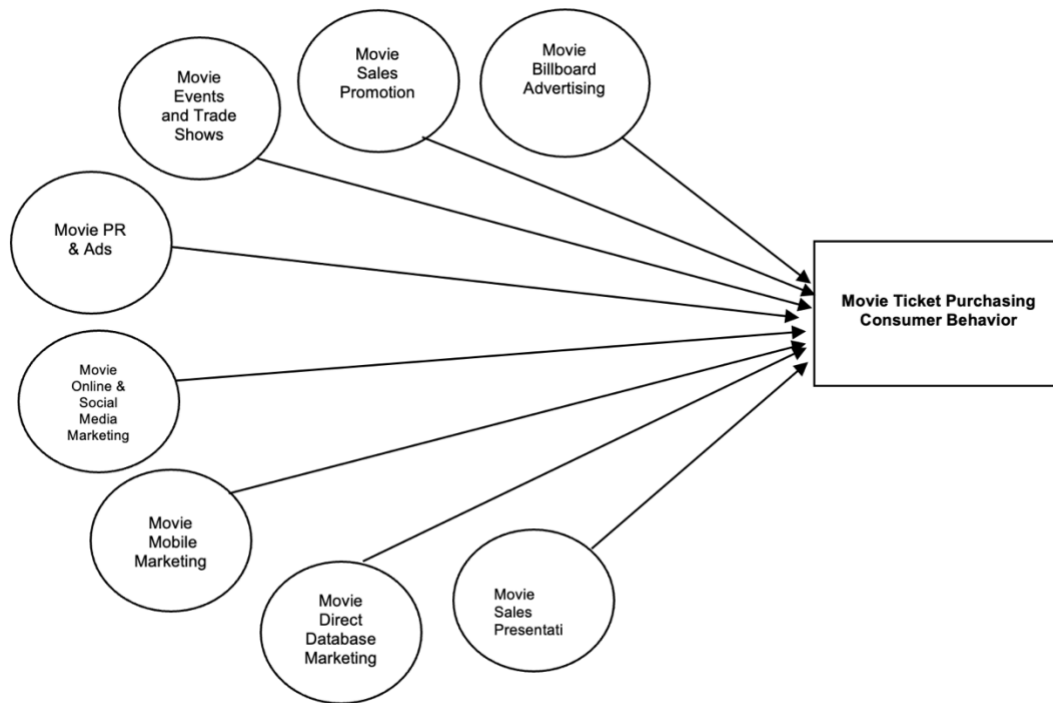 Movie
Billboard
Advertising
Movie
Sales
Promotion
Movie
Events
and Trade
Shows
Movie PR
& Ads
Movie
Online &
Social
Media
Marketing
Movie
Mobile
Marketing
Movie
Direct
Database
Marketing
Movie
Sales
Presentati
Movie Ticket Purchasing
Consumer Behavior